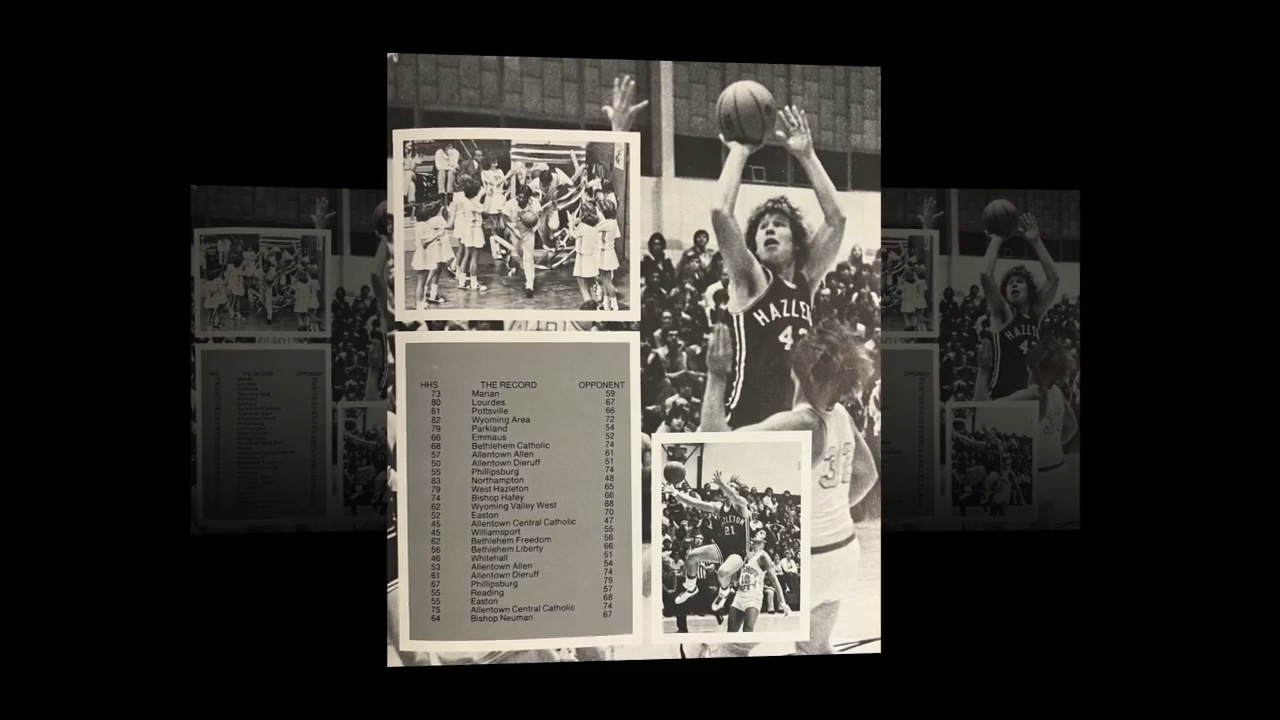 HAZLE
HHS THE RECORD OPPONENT
73 Marian 59
80 Lourdes 67
61 Pottsville 66
82 Wyoming Area 72
79 Parkland 54
66 Emmaus 52
68 Bethlehem Catholic 74
57 Allentown Allen 61
50 Allentown Dieruff 51
55 Phillipsburg 74
83 Northampton 48
79 West Hazleton 65
74 Bishop Hafey 66
62 Wyoming Valley West 88
52 Easton 70
45 Allentown Central Catholic 47
45 Williamsport 55
62 Bethlehem Freedom 56
56 Bethlehem Liberty 66
46 Whitehall 51
53 Allentown Allen 54
61 Allentown Dieruff 74
67 Phillipsburg 79
55 Reading 57
55 Easton 68
75 Allentown Central Catholic 74
64 Bishop Neuman 67
32
21